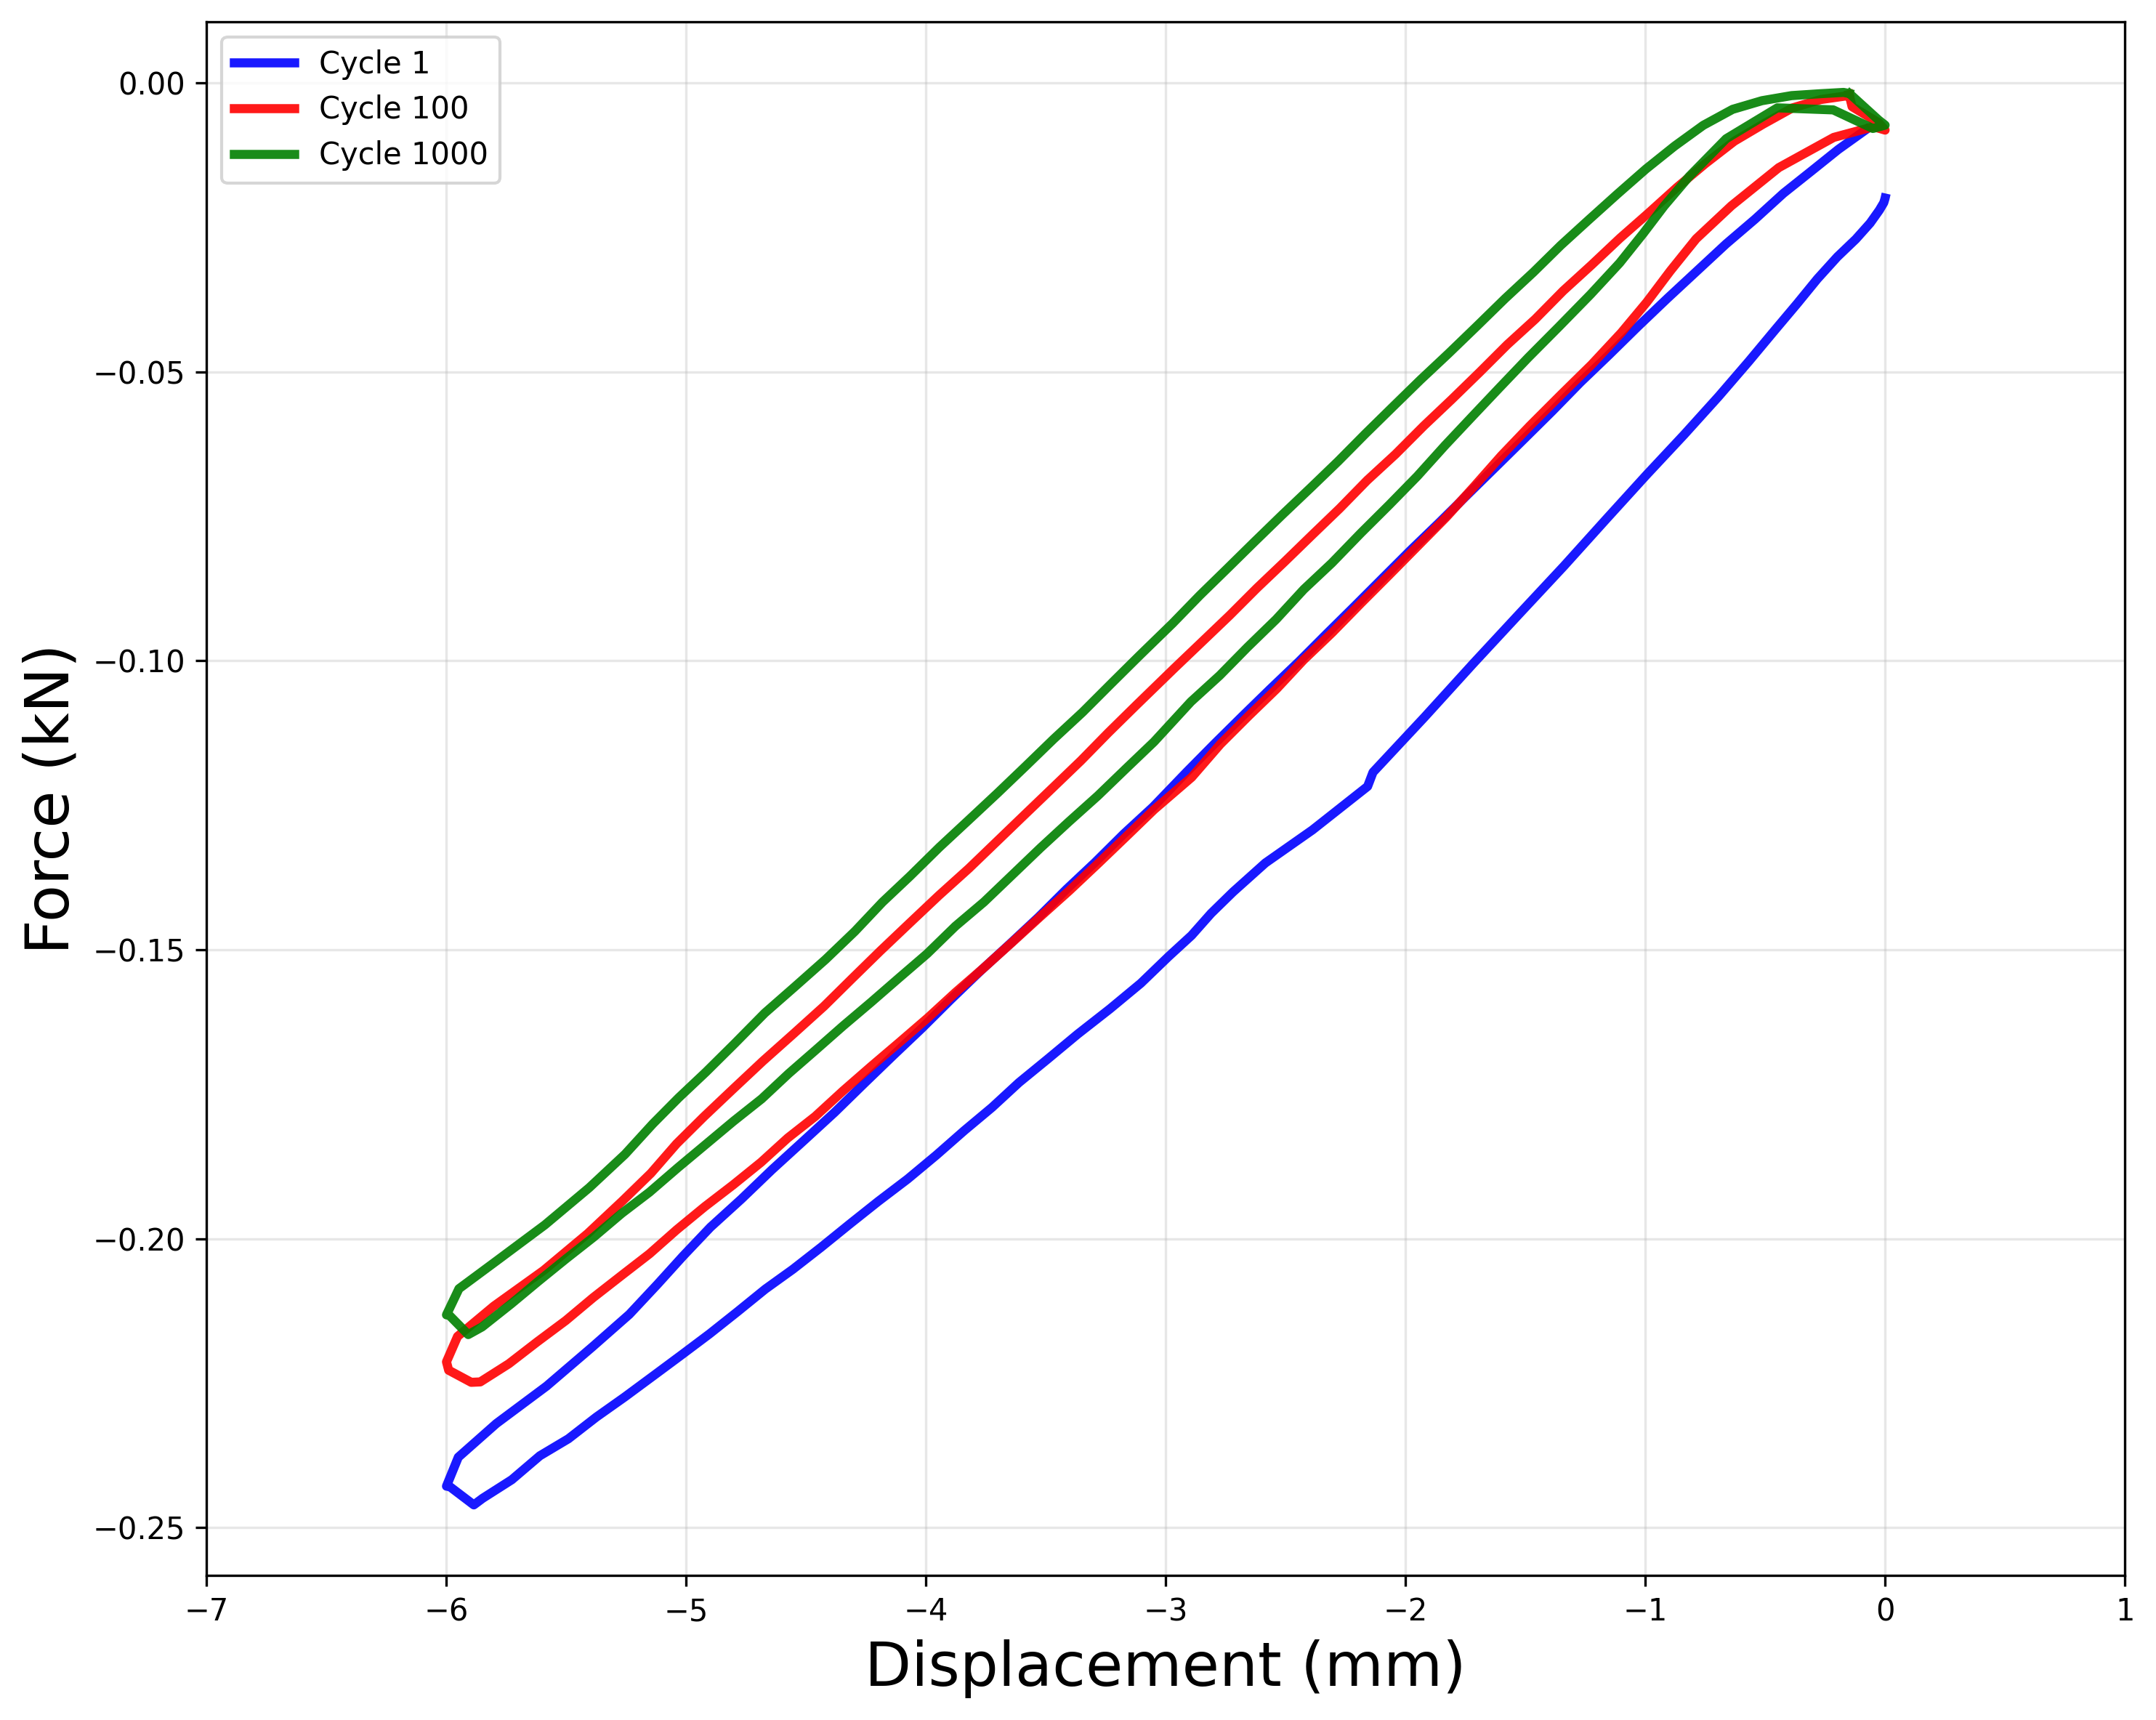 Cycle 1
Cycle 100
Cycle 1000
0.00
−0.05
−0.10
−0.15
−0.20
−0.25
Force (kN)
−7 −6 −5 −4 −3 −2 −1 0 1
Displacement (mm)